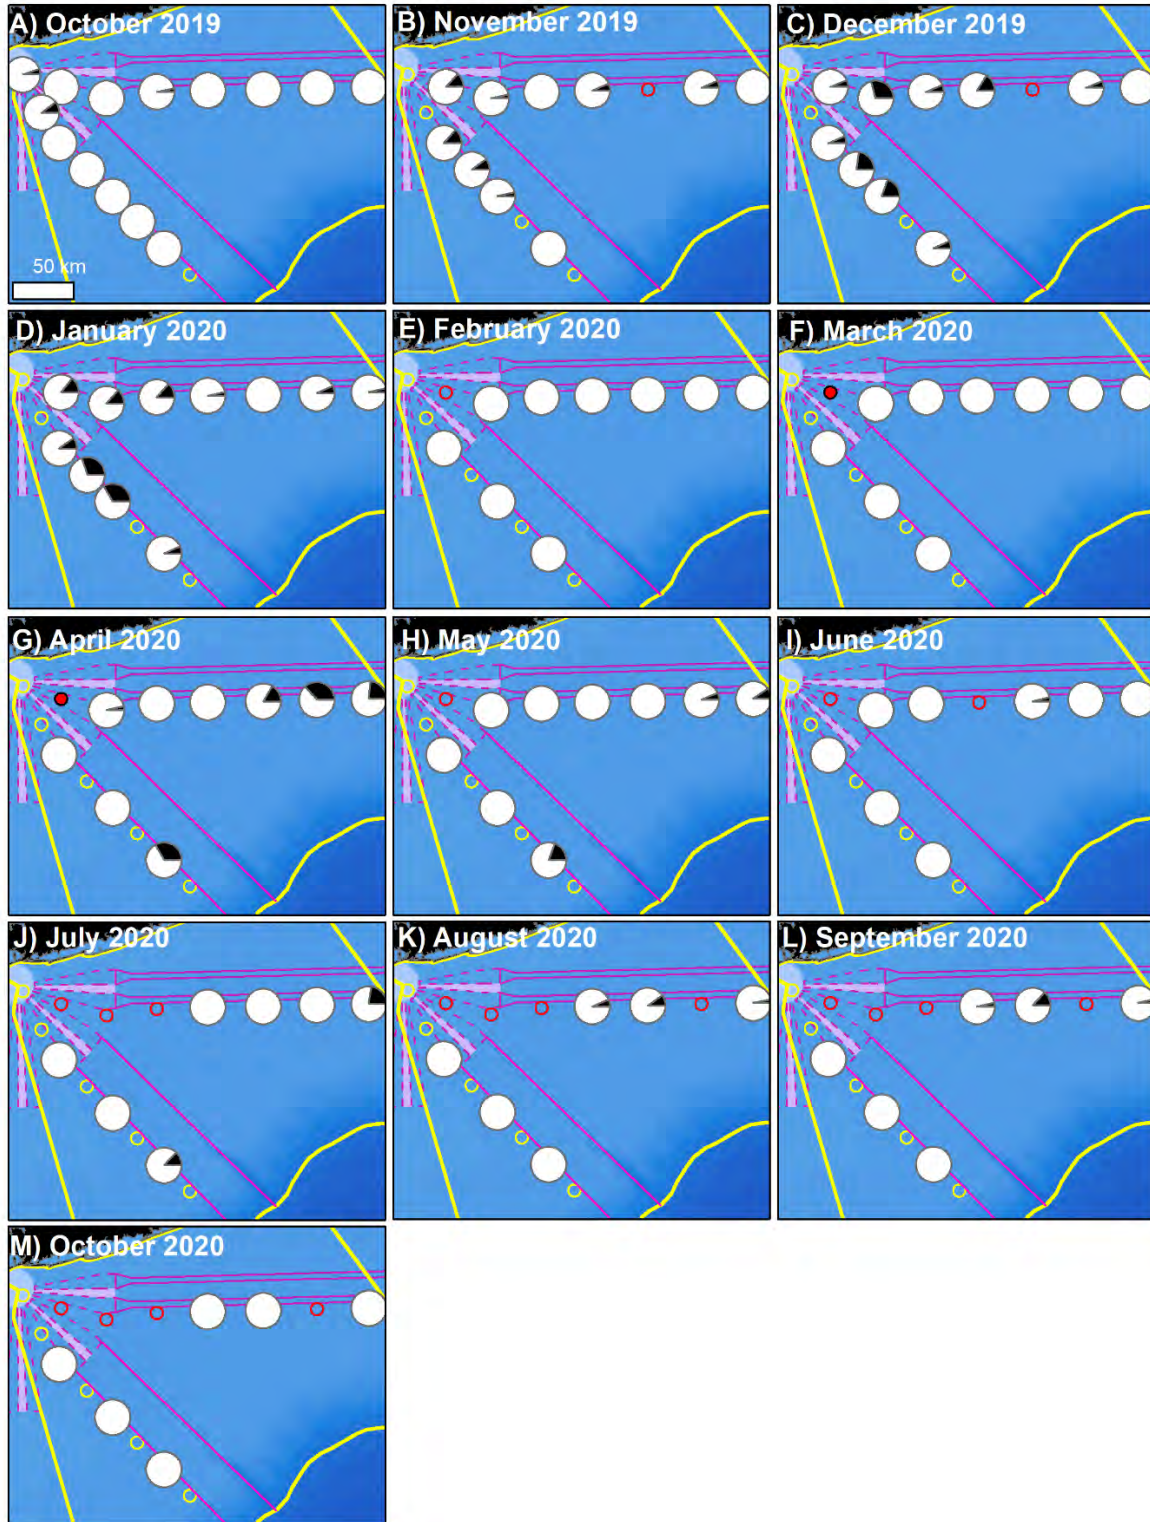 A) October 2019
B) November 2019
C) December 2019
50 km
D) January 2020
E) February 2020
F) March 2020
G) April 2020
H) May 2020
I) June 2020
J) July 2020
K) August 2020
L) September 2020
M) October 2020